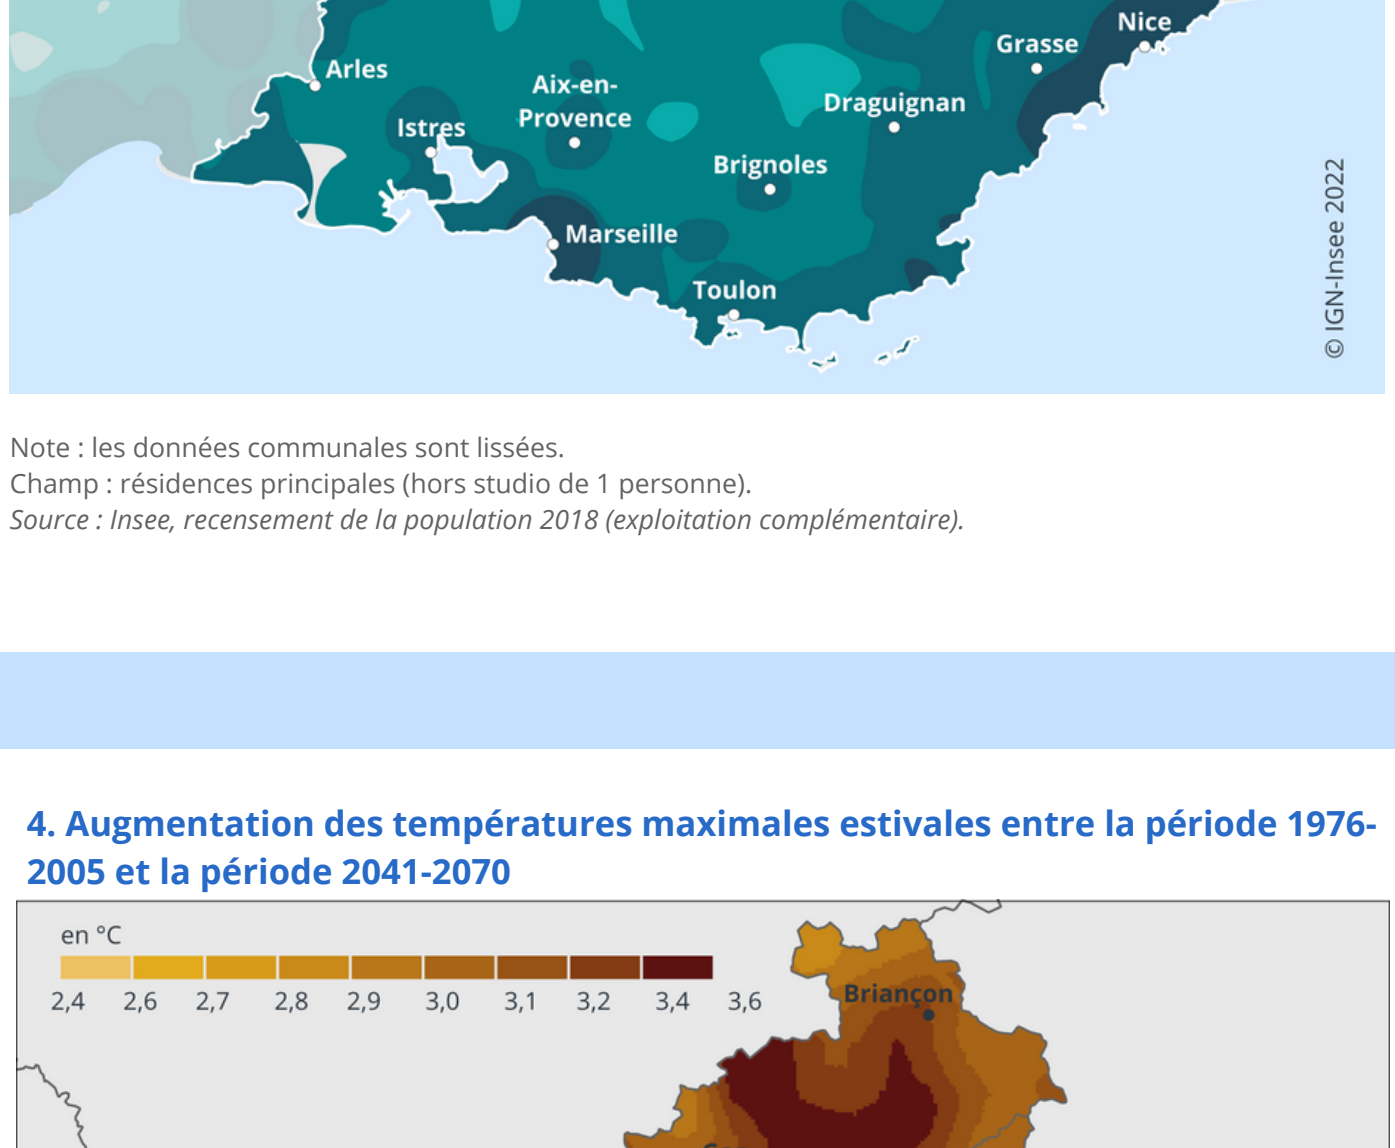 Nice
Grasse
Arles
Aix-en-
Provence
Draguignan
Istres
Brignoles
Marseille
Toulon
© IGN-Insee 2022
Note : les données communales sont lissées.
Champ : résidences principales (hors studio de 1 personne).
Source : Insee, recensement de la population 2018 (exploitation complémentaire).
4. Augmentation des températures maximales estivales entre la période 1976-
2005 et la période 2041-2070
en °C
2,4 2,6 2,7 2,8 2,9 3,0 3,1 3,2 3,4 3,6
Briançon